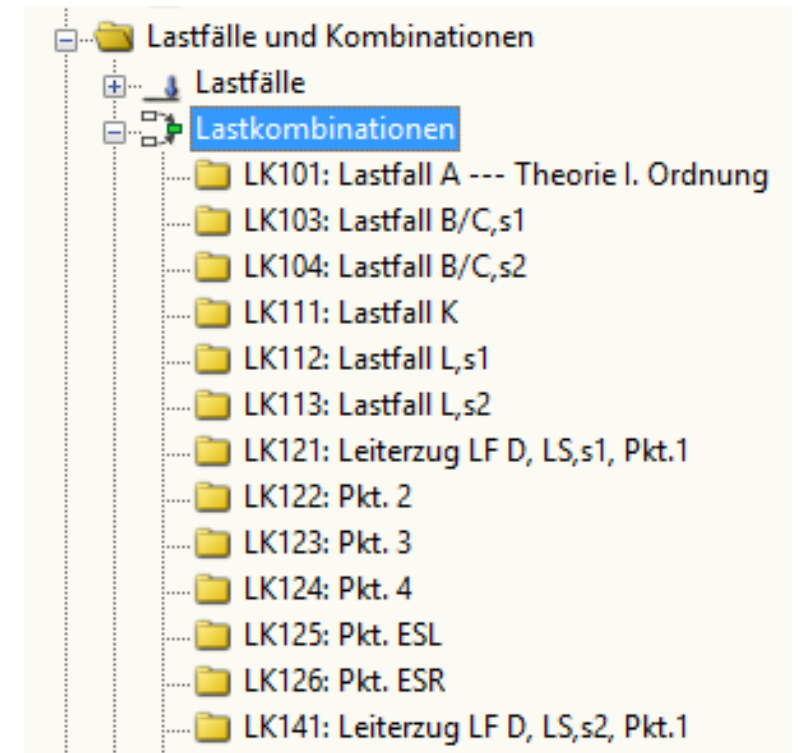 Lastfälle und Kombinationen
Lastfälle
Lastkombinationen
LK101: Lastfall A --- Theorie I. Ordnung
LK103: Lastfall B/C,s1
LK104: Lastfall B/C,s2
LK111: Lastfall K
LK112: Lastfall L,s1
LK113: Lastfall L,s2
LK121: Leiterzug LF D, LS,s1, Pkt.1
LK122: Pkt. 2
LK123: Pkt. 3
LK124: Pkt. 4
LK125: Pkt. ESL
LK126: Pkt. ESR
LK141: Leiterzug LF D, LS,s2, Pkt.1